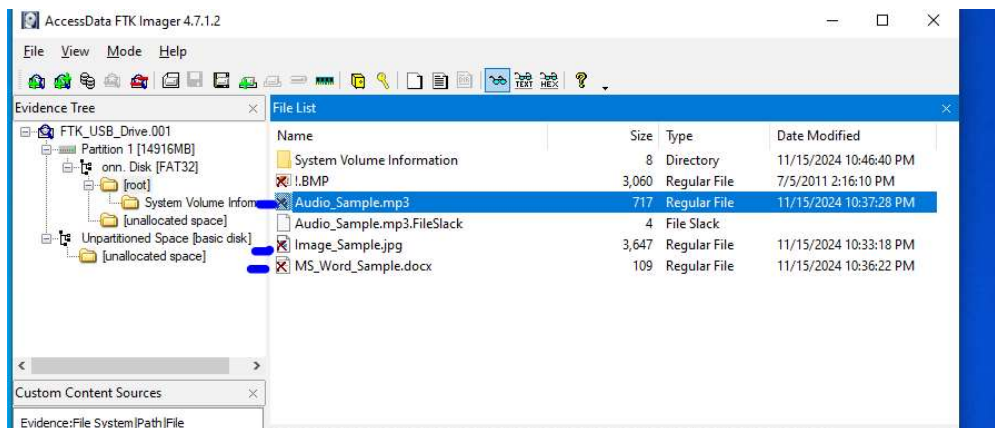 AccessData FTK Imager 4.7.1.2
File View Mode Help
TEXT HEX
Evidence Tree
File List
FTK_USB_Drive.001
Partition 1 [14916MB]
onn. Disk [FAT32]
[root]
System Volume Inform
[unallocated space]
Unpartitioned Space [basic disk]
[unallocated space]
Name Size Type Date Modified
System Volume Information 8 Directory 11/15/2024 10:46:40 PM
!.BMP 3,060 Regular File 7/5/2011 2:16:10 PM
Audio_Sample.mp3 717 Regular File 11/15/2024 10:37:28 PM
Audio_Sample.mp3.FileSlack 4 File Slack
Image_Sample.jpg 3,647 Regular File 11/15/2024 10:33:18 PM
MS_Word_Sample.docx 109 Regular File 11/15/2024 10:36:22 PM
Custom Content Sources
Evidence:File System|Path|File